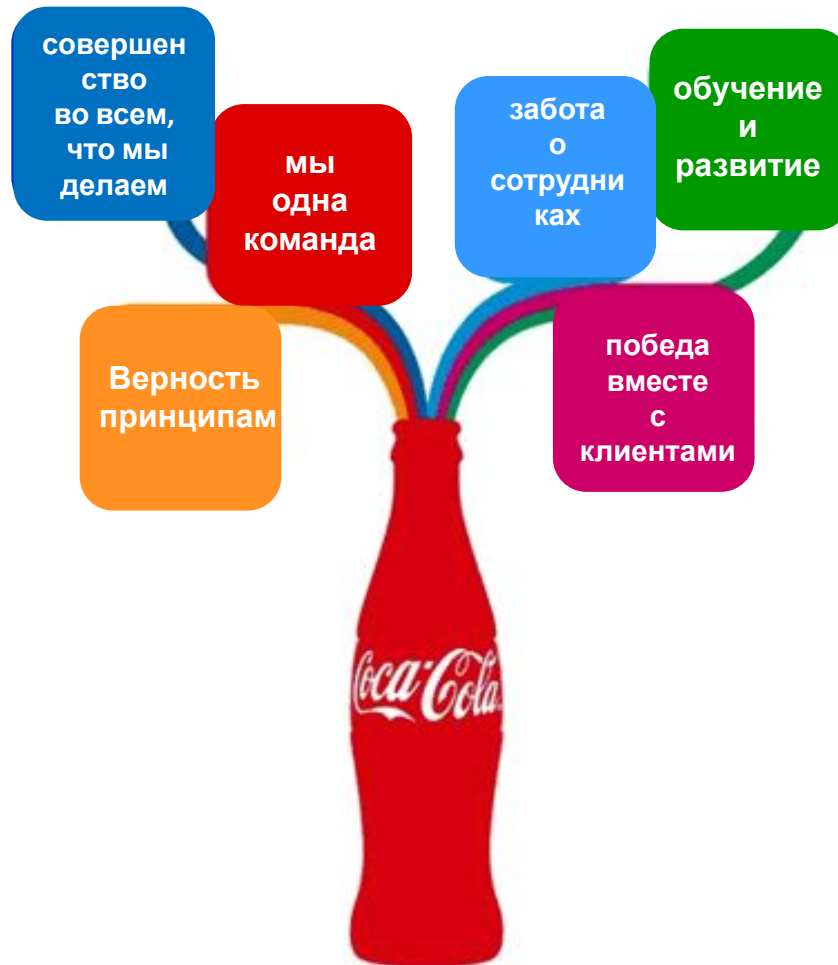 совершен
ство
во всем,
что мы
делаем
мы
одна
команда
забота
о
сотрудни
ках
обучение
и
развитие
Верность
принципам
победа
вместе
с
клиентами
Coca-Cola